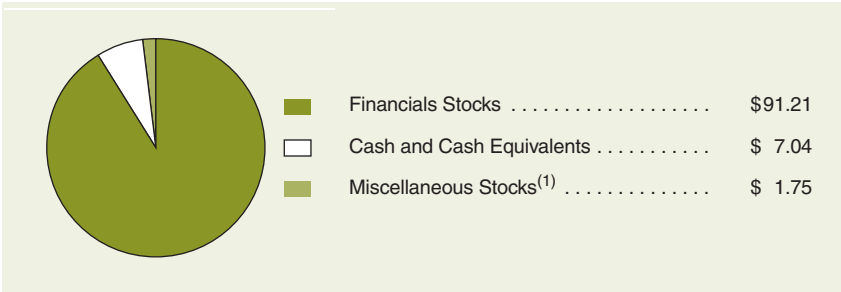 Financials Stocks . . . . . . . . . . . . . . . . . . . $91.21
Cash and Cash Equivalents . . . . . . . . . . . $ 7.04
Miscellaneous Stocks(1) . . . . . . . . . . . . . . $ 1.75